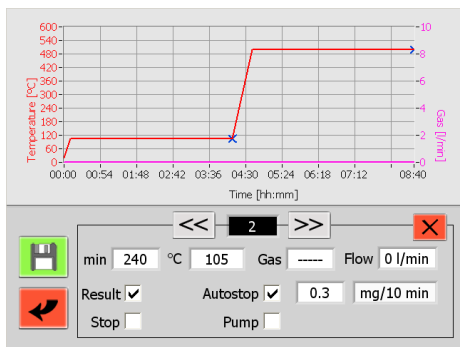 600
540
480
420
360
300
240
180
120
60
0
Temperature [ºC]
10
8
6
4
2
0
Gas [l/min]
00:00 00:54 01:48 02:42 03:36 04:30 05:24 06:18 07:12 08:40
Time [hh:mm]
<< 2 >>
min 240 ºC 105 Gas ----- Flow 0 l/min
Result Autostop 0.3 mg/10 min
Stop Pump